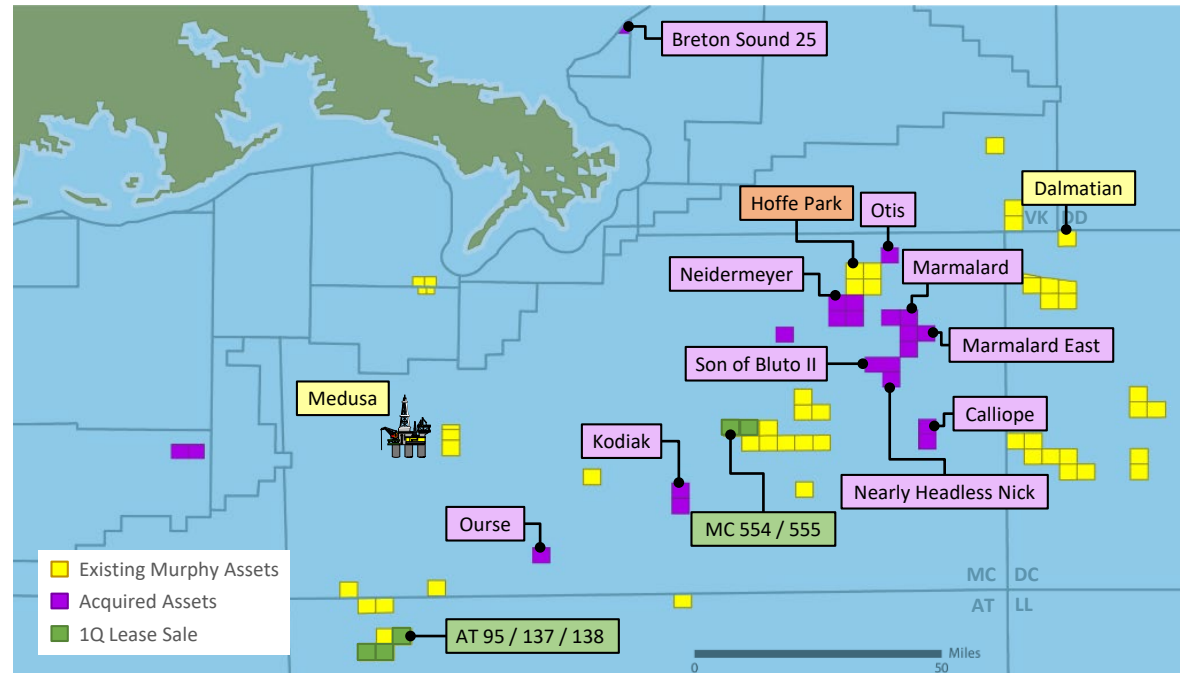 Breton Sound 25
Hoffe Park
Otis
Dalmatian
VK
DD
Neidermeyer
Marmalard
Marmalard East
Son of Bluto II
Medusa
Calliope
Kodiak
Nearly Headless Nick
Ourse
MC 554 / 555
Existing Murphy Assets
Acquired Assets
1Q Lease Sale
MC
DC
AT
LL
AT 95 / 137 / 138
Miles
0
50